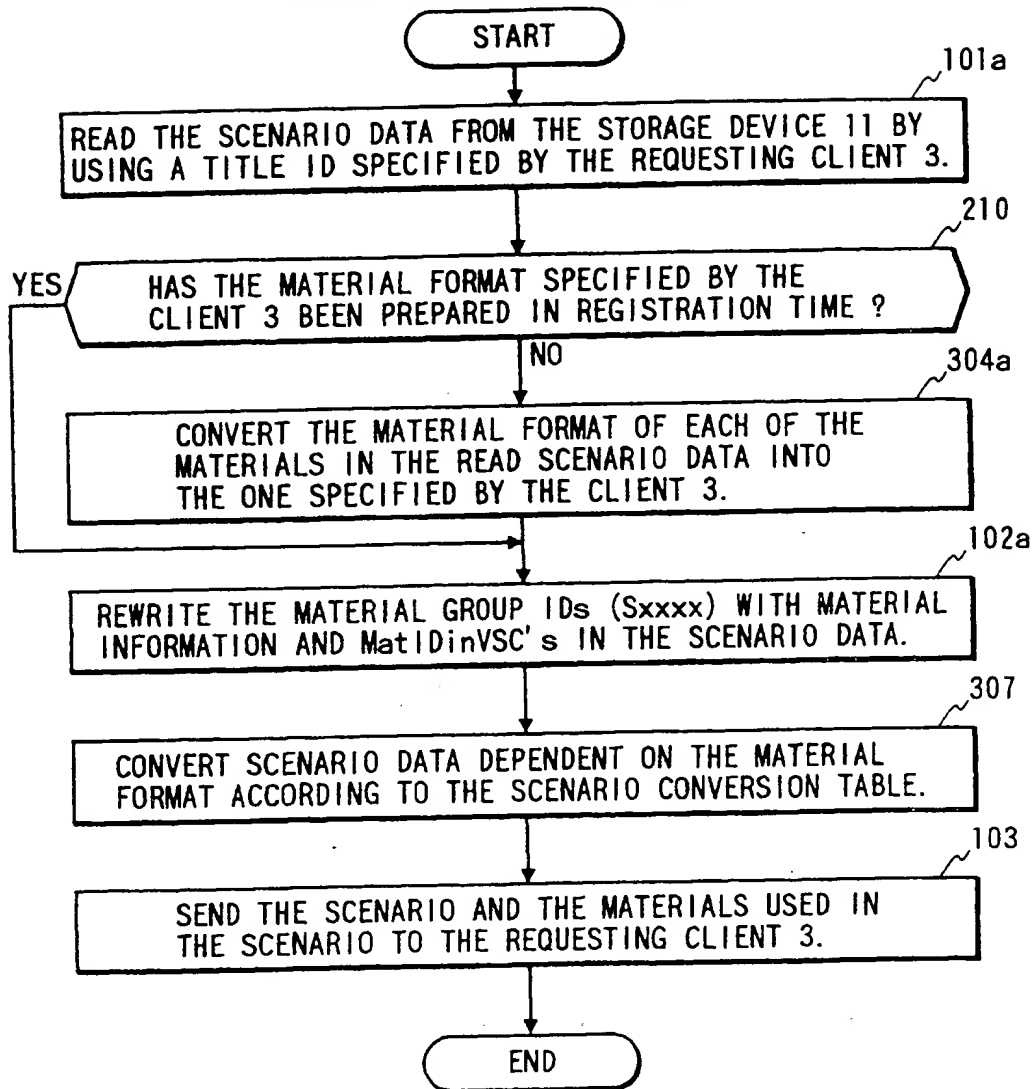 START
101a
READ THE SCENARIO DATA FROM THE STORAGE DEVICE 11 BY
USING A TITLE ID SPECIFIED BY THE REQUESTING CLIENT 3.
210
YES
HAS THE MATERIAL FORMAT SPECIFIED BY THE
CLIENT 3 BEEN PREPARED IN REGISTRATION TIME ?
NO
304a
CONVERT THE MATERIAL FORMAT OF EACH OF THE
MATERIALS IN THE READ SCENARIO DATA INTO
THE ONE SPECIFIED BY THE CLIENT 3.
102a
REWRITE THE MATERIAL GROUP IDs (Sxxxx) WITH MATERIAL
INFORMATION AND MatIDinVSC's IN THE SCENARIO DATA.
307
CONVERT SCENARIO DATA DEPENDENT ON THE MATERIAL
FORMAT ACCORDING TO THE SCENARIO CONVERSION TABLE.
103
SEND THE SCENARIO AND THE MATERIALS USED IN
THE SCENARIO TO THE REQUESTING CLIENT 3.
END